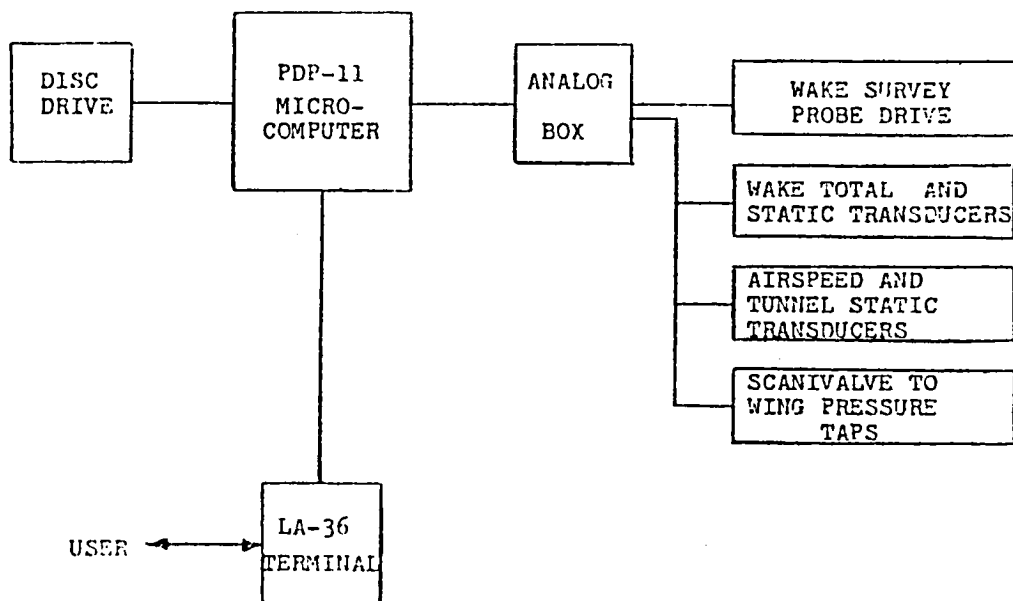 DISC
DRIVE
PDP-11
MICRO-
COMPUTER
ANALOG
BOX
WAKE SURVEY
PROBE DRIVE
WAKE TOTAL AND
STATIC TRANSDUCERS
AIRSPEED AND
TUNNEL STATIC
TRANSDUCERS
SCANIVALVE TO
WING PRESSURE
TAPS
USER
LA-36
TERMINAL